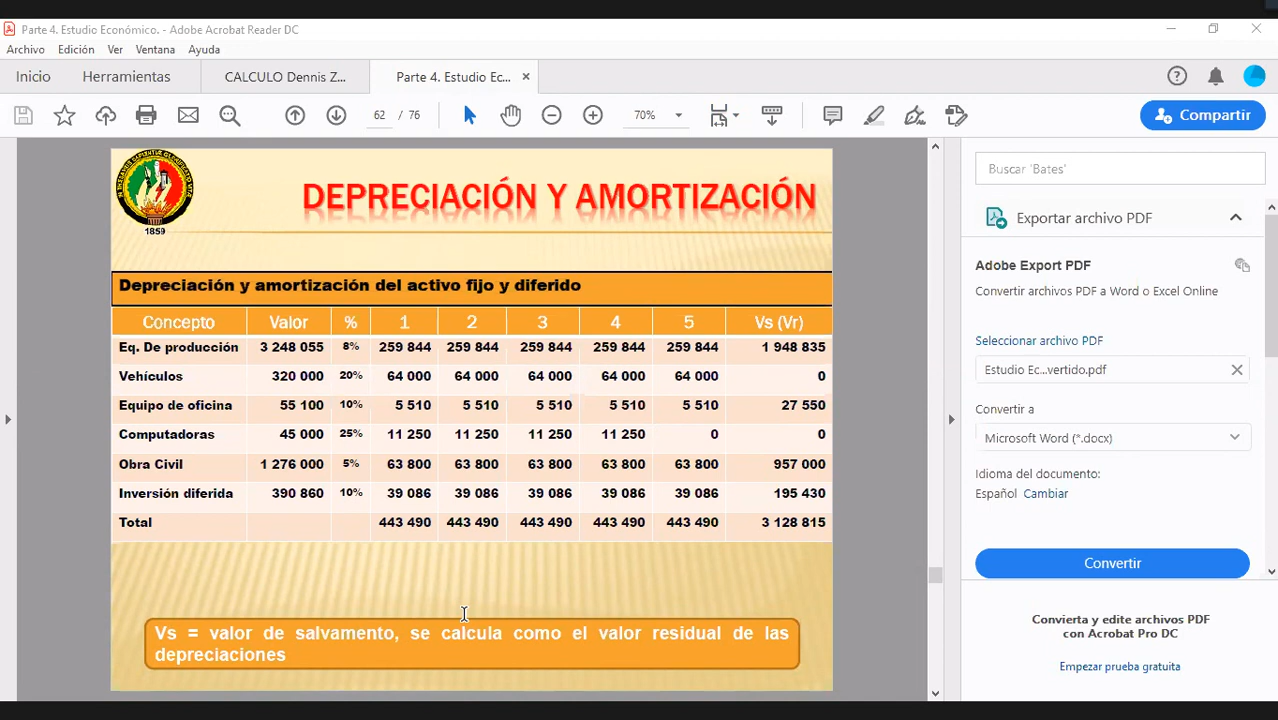 Parte 4. Estudio Económico. - Adobe Acrobat Reader DC
Archivo Edición Ver Ventana Ayuda
Inicio Herramientas CALCULO Dennis Z... Parte 4. Estudio Ec... ×
62 / 76 70% Compartir
1859
DEPRECIACIÓN Y AMORTIZACIÓN
Depreciación y amortización del activo fijo y diferido
Concepto Valor % 1 2 3 4 5 Vs (Vr)
Eq. De producción 3 248 055 8% 259 844 259 844 259 844 259 844 259 844 1 948 835
Vehículos 320 000 20% 64 000 64 000 64 000 64 000 64 000 0
Equipo de oficina 55 100 10% 5 510 5 510 5 510 5 510 5 510 27 550
Computadoras 45 000 25% 11 250 11 250 11 250 11 250 0 0
Obra Civil 1 276 000 5% 63 800 63 800 63 800 63 800 63 800 957 000
Inversión diferida 390 860 10% 39 086 39 086 39 086 39 086 39 086 195 430
Total 443 490 443 490 443 490 443 490 443 490 3 128 815
Vs = valor de salvamento, se calcula como el valor residual de las
depreciaciones
Buscar 'Bates'
Exportar archivo PDF
Adobe Export PDF
Convertir archivos PDF a Word o Excel Online
Seleccionar archivo PDF
Estudio Ec...vertido.pdf
Convertir a
Microsoft Word (*.docx)
Idioma del documento:
Español Cambiar
Convertir
Convierta y edite archivos PDF
con Acrobat Pro DC
Empezar prueba gratuita